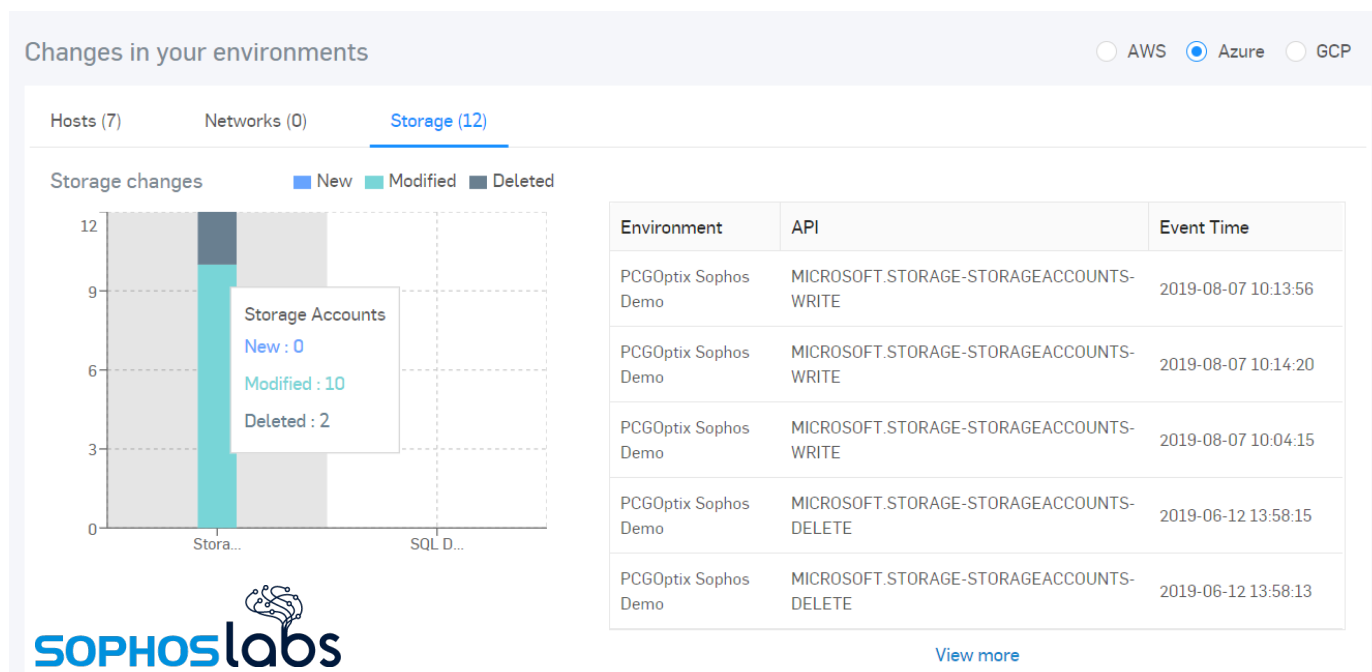 Changes in your environments
AWS Azure GCP
Hosts (7) Networks (0) Storage (12)
Storage changes
New Modified Deleted
12
9
6
3
0
Stora...
SQL D...
Storage Accounts
New : 0
Modified : 10
Deleted : 2
Environment API Event Time
PCGOptix Sophos
Demo
MICROSOFT.STORAGE-STORAGEACCOUNTS-
WRITE
2019-08-07 10:13:56
PCGOptix Sophos
Demo
MICROSOFT.STORAGE-STORAGEACCOUNTS-
WRITE
2019-08-07 10:14:20
PCGOptix Sophos
Demo
MICROSOFT.STORAGE-STORAGEACCOUNTS-
WRITE
2019-08-07 10:04:15
PCGOptix Sophos
Demo
MICROSOFT.STORAGE-STORAGEACCOUNTS-
DELETE
2019-06-12 13:58:15
PCGOptix Sophos
Demo
MICROSOFT.STORAGE-STORAGEACCOUNTS-
DELETE
2019-06-12 13:58:13
View more
SOPHOSlabs